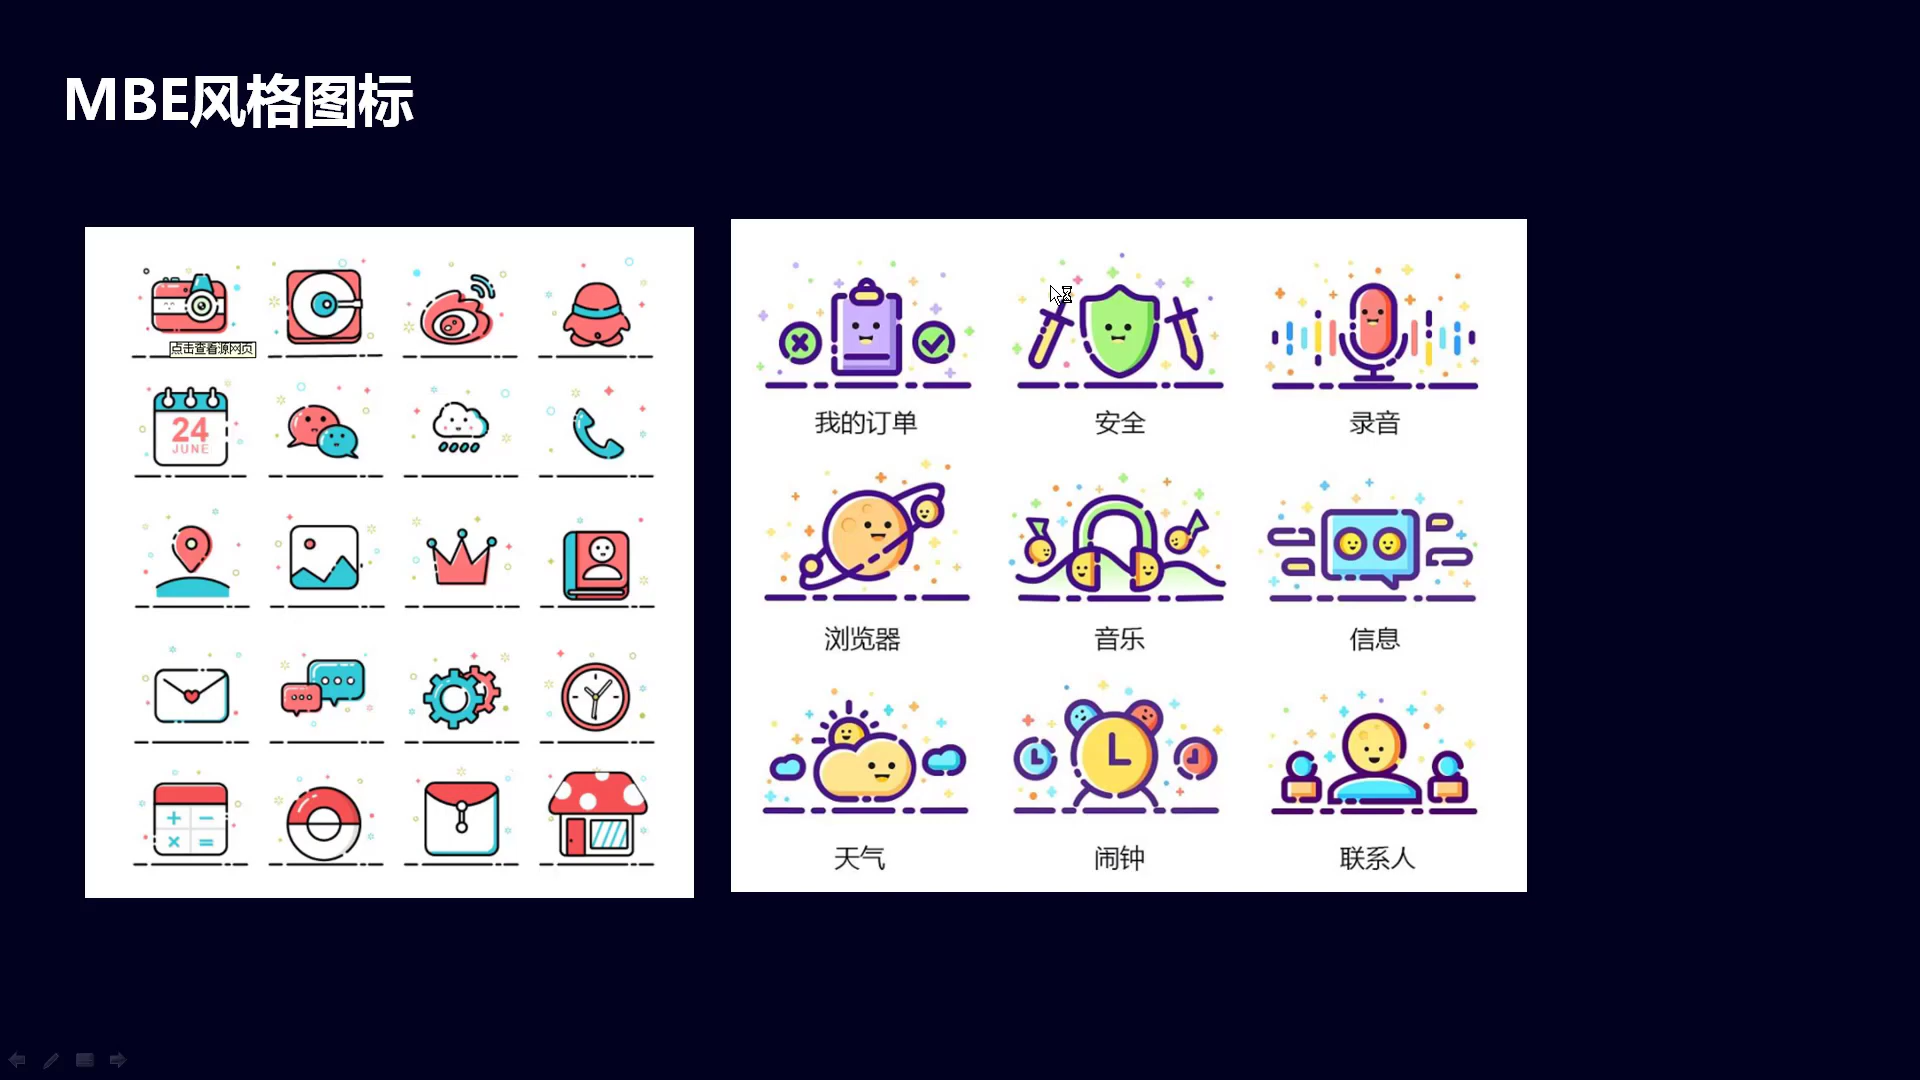 MBE风格图标
点击查看源网页
24
JUNE
我的订单
安全
录音
浏览器
音乐
信息
天气
闹钟
联系人